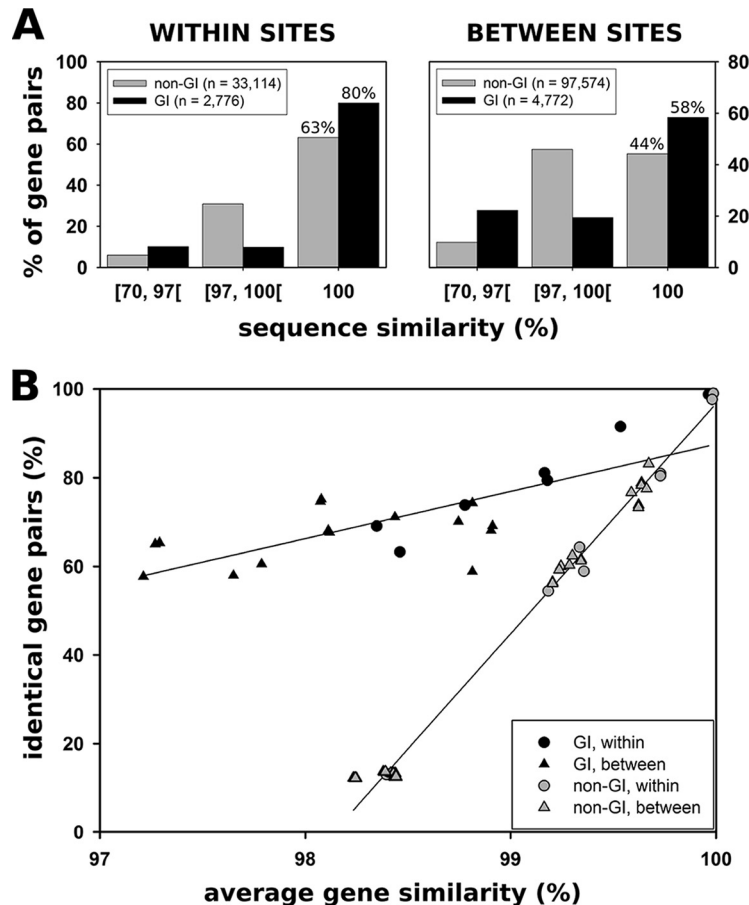 A
WITHIN SITES
BETWEEN SITES
% of gene pairs
100
80
60
40
20
0
non-GI (n = 33,114)
GI (n = 2,776)
63%
80%
[70, 97[
[97, 100[
100
non-GI (n = 97,574)
GI (n = 4,772)
44%
58%
80
60
40
20
0
[70, 97[
[97, 100[
100
sequence similarity (%)
B
identical gene pairs (%)
100
80
60
40
20
0
GI, within
GI, between
non-GI, within
non-GI, between
97
98
99
100
average gene similarity (%)